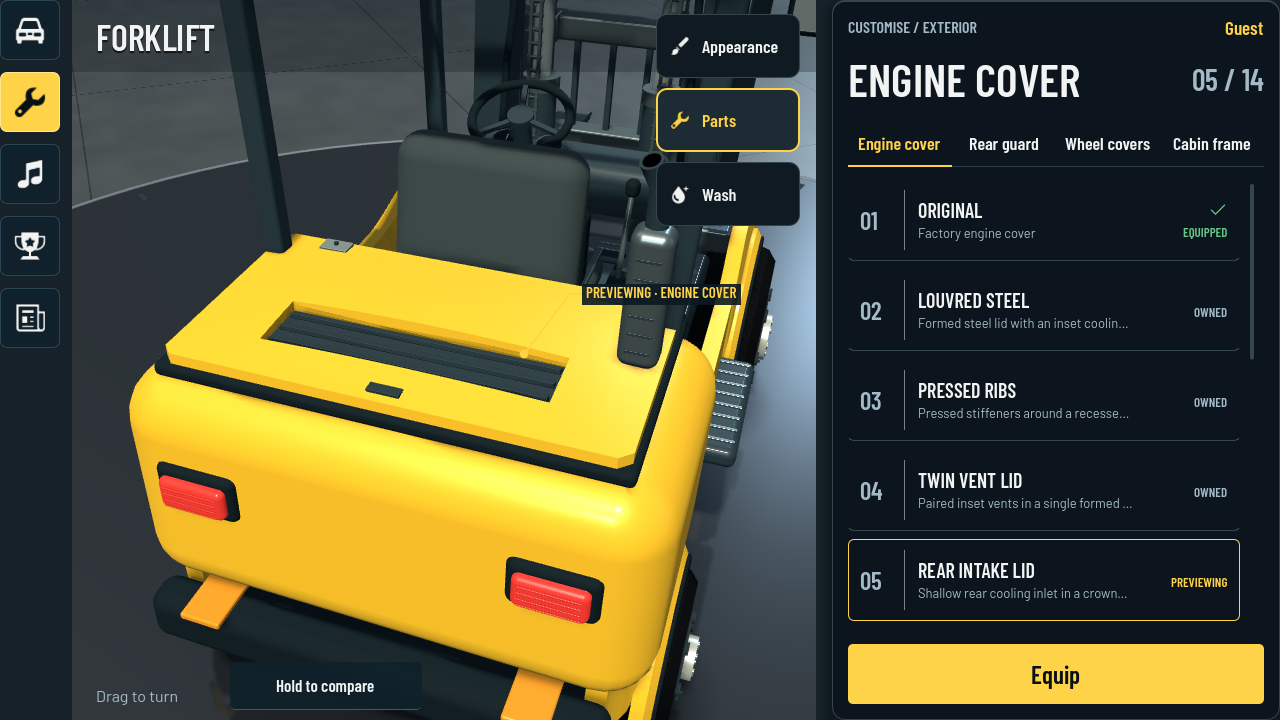 FORKLIFT
Appearance
Parts
Wash
PREVIEWING · ENGINE COVER
Drag to turn
Hold to compare
CUSTOMISE / EXTERIOR
Guest
ENGINE COVER
05 / 14
Engine cover
Rear guard
Wheel covers
Cabin frame
01
ORIGINAL
Factory engine cover
EQUIPPED
02
LOUVRED STEEL
Formed steel lid with an inset coolin...
OWNED
03
PRESSED RIBS
Pressed stiffeners around a recesse...
OWNED
04
TWIN VENT LID
Paired inset vents in a single formed ...
OWNED
05
REAR INTAKE LID
Shallow rear cooling inlet in a crown...
PREVIEWING
Equip